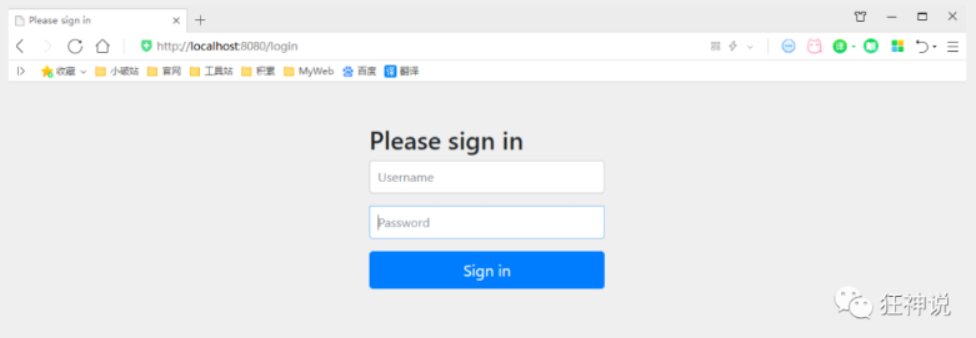 Please sign in
http://localhost:8080/login
收藏 小破站 官网 工具站 积累 MyWeb 百度 译 翻译
Please sign in
Username
Password
Sign in
狂神说